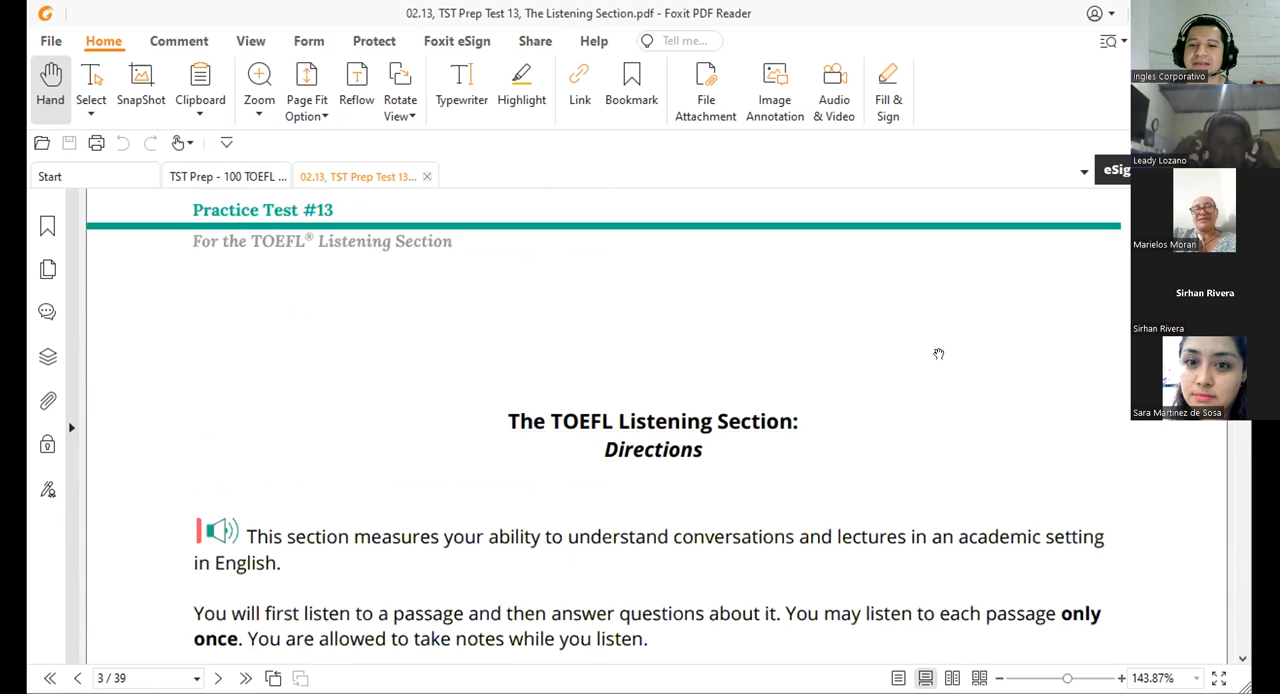 02.13, TST Prep Test 13, The Listening Section.pdf - Foxit PDF Reader
File Home Comment View Form Protect Foxit eSign Share Help Tell me...
Hand Select SnapShot Clipboard Zoom Page Fit Option Reflow Rotate View Typewriter Highlight Link Bookmark File Attachment Image Annotation Audio & Video Fill & Sign
Start TST Prep - 100 TOEFL ... 02.13, TST Prep Test 13... eSig
Practice Test #13
For the TOEFL® Listening Section
The TOEFL Listening Section:
Directions
This section measures your ability to understand conversations and lectures in an academic setting
in English.
You will first listen to a passage and then answer questions about it. You may listen to each passage only
once. You are allowed to take notes while you listen.
3 / 39 143.87%
Ingles Corporativo
Leady Lozano
Marielos Moran
Sirhan Rivera
Sirhan Rivera
Sara Martinez de Sosa